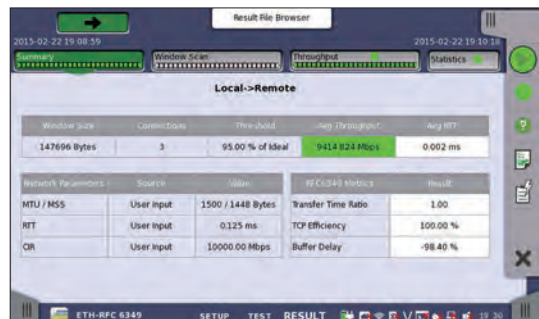 Result File Browser
2015-02-22 19:08:59
2015-02-22 19:10:18
Summary
Window Scan
Throughput
Statistics
Local->Remote
Window Size Connections Threshold Avg Throughput Avg RTT
147696 Bytes 3 95.00 % of Ideal 9414.824 Mbps 0.002 ms
Network Parameters Source Value
MTU / MSS User Input 1500 / 1448 Bytes
RTT User Input 0.125 ms
CIR User Input 10000.00 Mbps
RFC6349 Metrics Result
Transfer Time Ratio 1.00
TCP Efficiency 100.00 %
Buffer Delay -98.40 %
ETH-RFC 6349
SETUP TEST RESULT
19:30